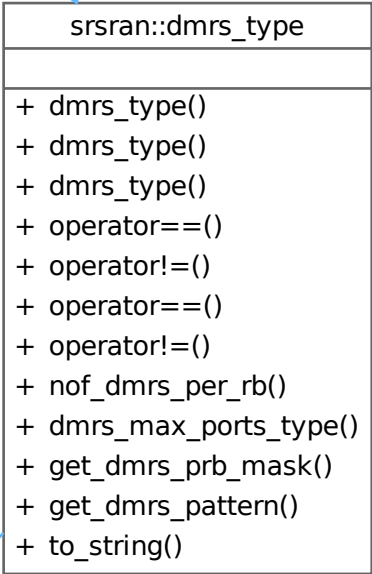 srsran::dmrs_type
+ dmrs_type()
+ dmrs_type()
+ dmrs_type()
+ operator==()
+ operator!=()
+ operator==()
+ operator!=()
+ nof_dmrs_per_rb()
+ dmrs_max_ports_type()
+ get_dmrs_prb_mask()
+ get_dmrs_pattern()
+ to_string()